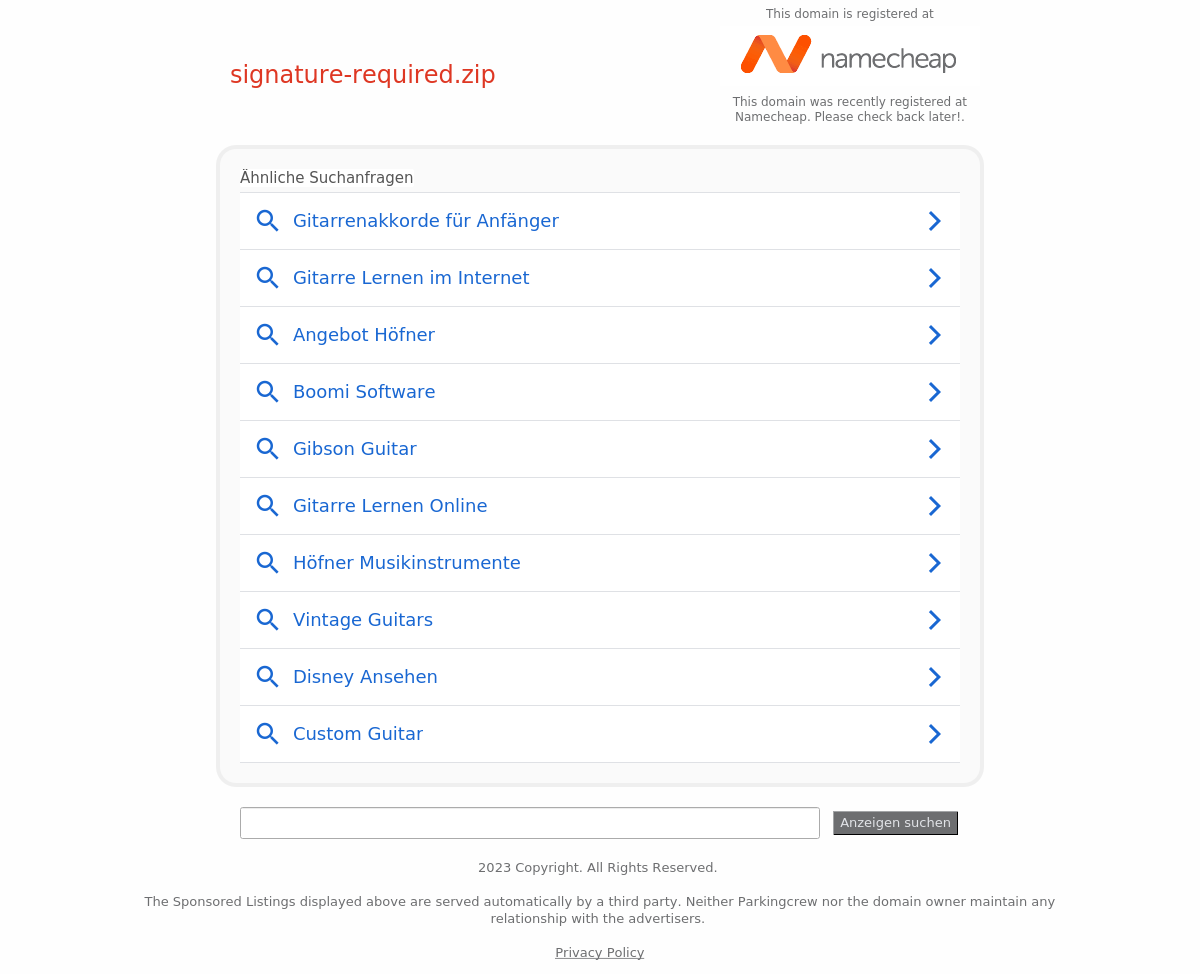 This domain is registered at
namecheap
signature-required.zip
This domain was recently registered at
Namecheap. Please check back later!.
Ähnliche Suchanfragen
Gitarrenakkorde für Anfänger
Gitarre Lernen im Internet
Angebot Höfner
Boomi Software
Gibson Guitar
Gitarre Lernen Online
Höfner Musikinstrumente
Vintage Guitars
Disney Ansehen
Custom Guitar
Anzeigen suchen
2023 Copyright. All Rights Reserved.
The Sponsored Listings displayed above are served automatically by a third party. Neither Parkingcrew nor the domain owner maintain any
relationship with the advertisers.
Privacy Policy